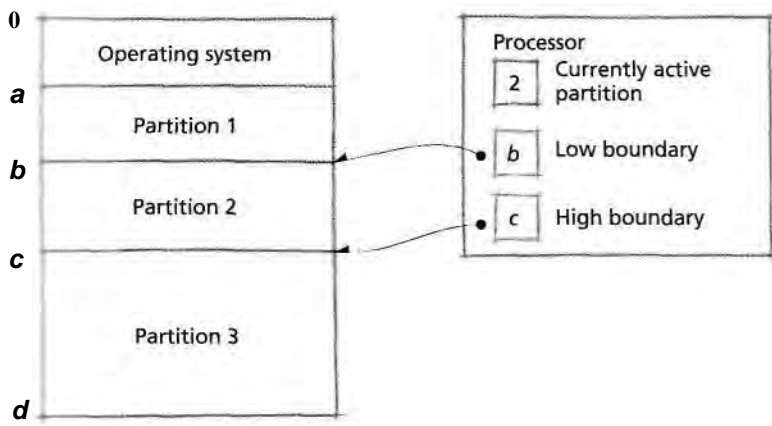 0
Operating system
a
Partition 1
b
Partition 2
c
Partition 3
d
Processor
2
Currently active
partition
b
Low boundary
c
High boundary